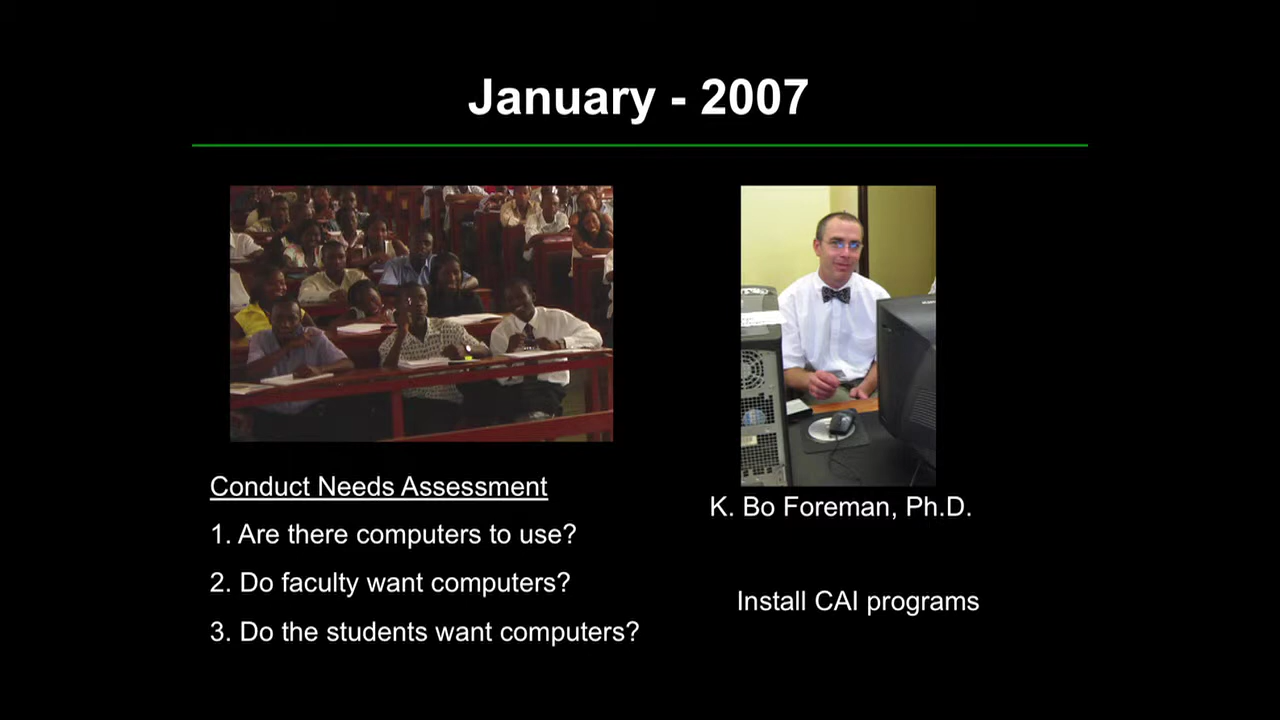 January - 2007
Conduct Needs Assessment
1. Are there computers to use?
2. Do faculty want computers?
3. Do the students want computers?
K. Bo Foreman, Ph.D.
Install CAI programs